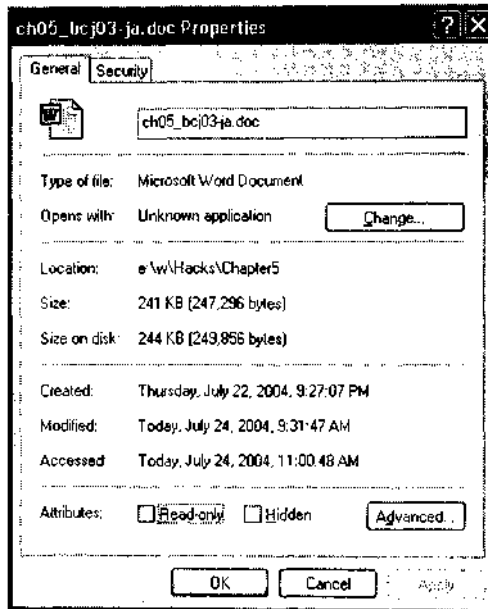 ch05_bcj03-ja.doc Properties
General Security
ch05_bcj03-ja.doc
Type of file: Microsoft Word Document
Opens with: Unknown application Change...
Location: e:\w\Hacks\Chapter5
Size: 241 KB (247,296 bytes)
Size on disk: 244 KB (249,856 bytes)
Created: Thursday, July 22, 2004, 9:27:07 PM
Modified: Today, July 24, 2004, 9:31:47 AM
Accessed: Today, July 24, 2004, 11:00:48 AM
Attributes: Read-only Hidden Advanced...
OK Cancel Apply